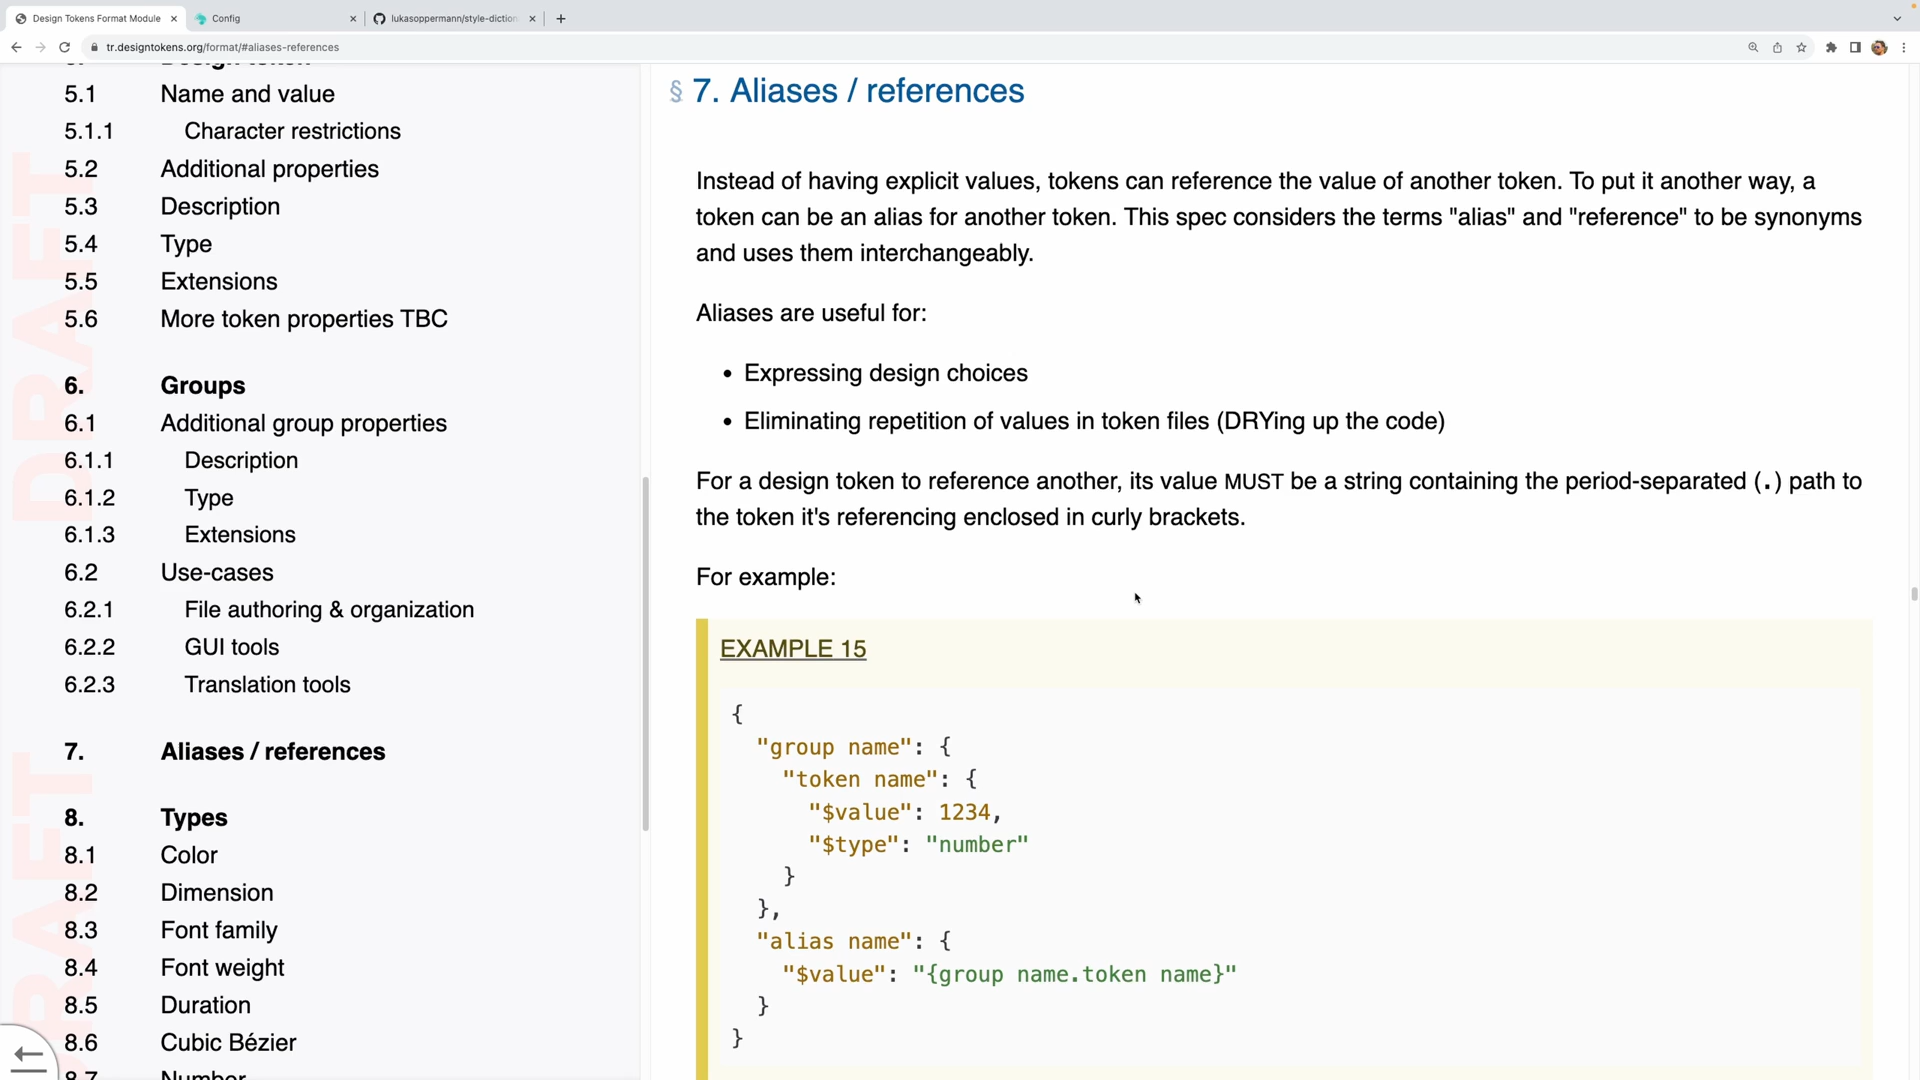 Design Tokens Format Module
Config
lukasoppermann/style-diction
tr.designtokens.org/format/#aliases-references
Design token
5.1 Name and value
5.1.1 Character restrictions
5.2 Additional properties
5.3 Description
5.4 Type
5.5 Extensions
5.6 More token properties TBC
6. Groups
6.1 Additional group properties
6.1.1 Description
6.1.2 Type
6.1.3 Extensions
6.2 Use-cases
6.2.1 File authoring & organization
6.2.2 GUI tools
6.2.3 Translation tools
7. Aliases / references
8. Types
8.1 Color
8.2 Dimension
8.3 Font family
8.4 Font weight
8.5 Duration
8.6 Cubic Bézier
8.7 Number
DRAFT
DRAFT
§ 7. Aliases / references
Instead of having explicit values, tokens can reference the value of another token. To put it another way, a
token can be an alias for another token. This spec considers the terms "alias" and "reference" to be synonyms
and uses them interchangeably.
Aliases are useful for:
• Expressing design choices
• Eliminating repetition of values in token files (DRYing up the code)
For a design token to reference another, its value MUST be a string containing the period-separated (.) path to
the token it's referencing enclosed in curly brackets.
For example:
EXAMPLE 15
{
"group name": {
"token name": {
"$value": 1234,
"$type": "number"
}
},
"alias name": {
"$value": "{group name.token name}"
}
}